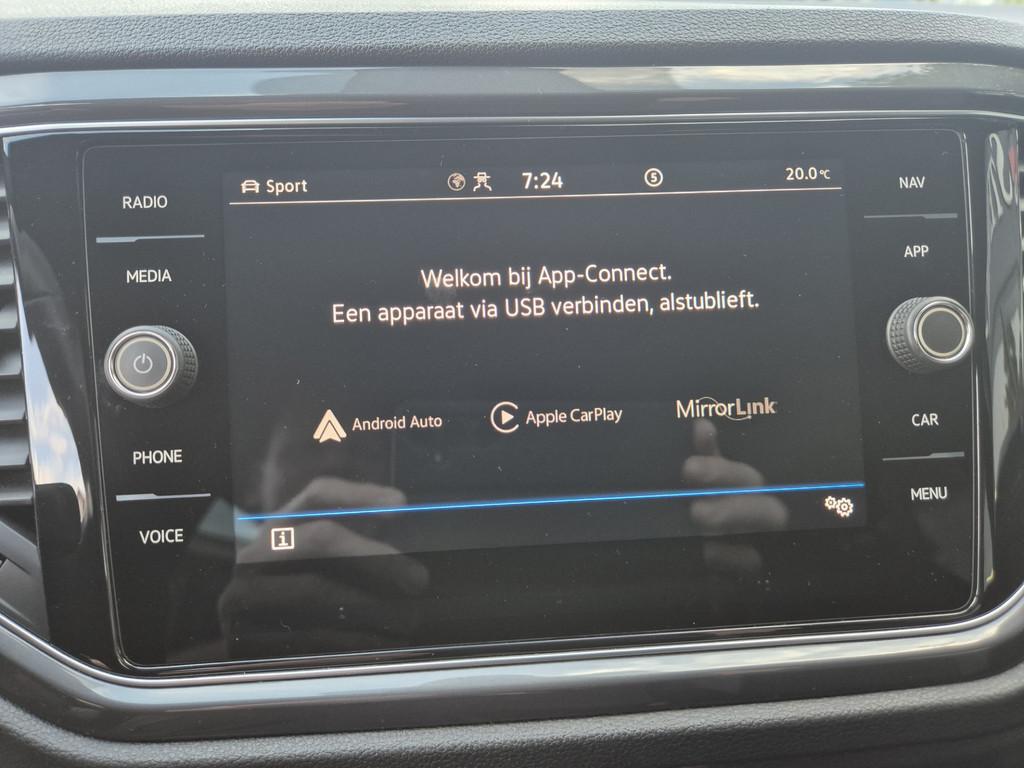 RADIO
MEDIA
PHONE
VOICE
Sport 7:24 5 20.0°C
Welkom bij App-Connect.
Een apparaat via USB verbinden, alstublieft.
Android Auto Apple CarPlay MirrorLink
i
NAV
APP
CAR
MENU